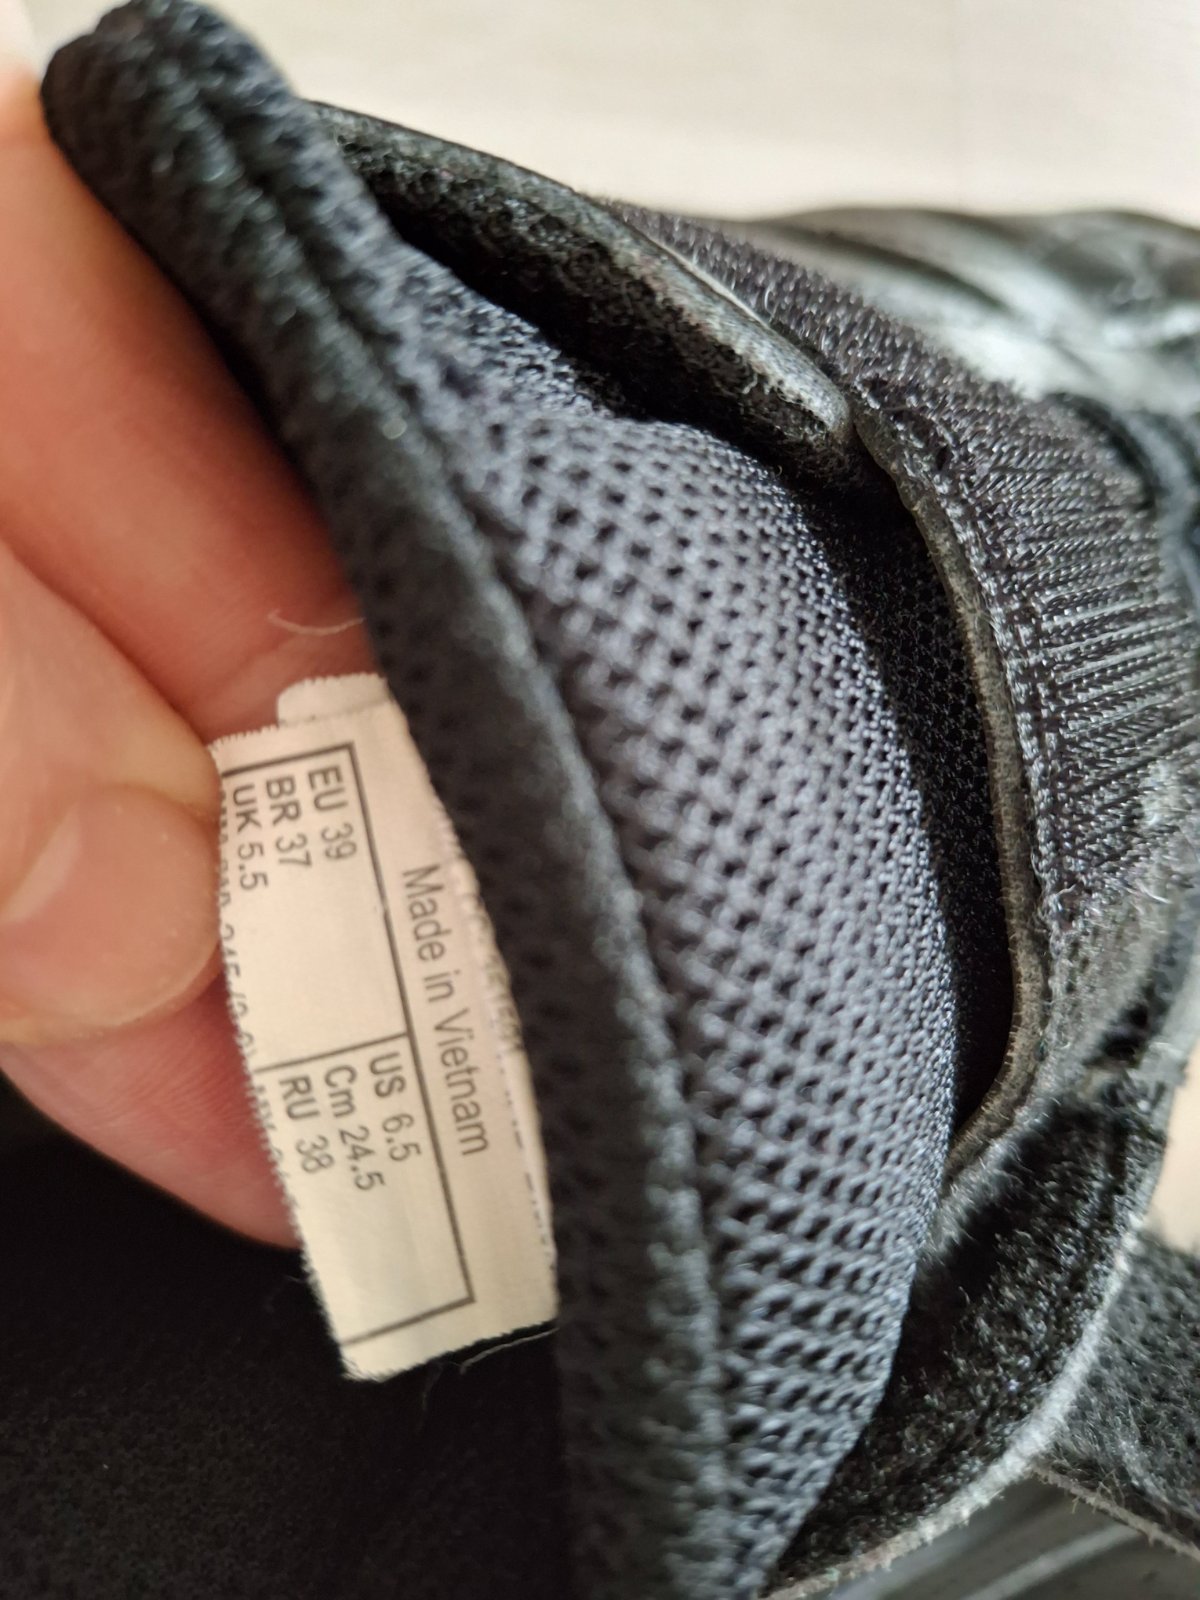 Made in Vietnam
EU 39
US 6.5
BR 37
Cm 24.5
UK 5.5
RU 38